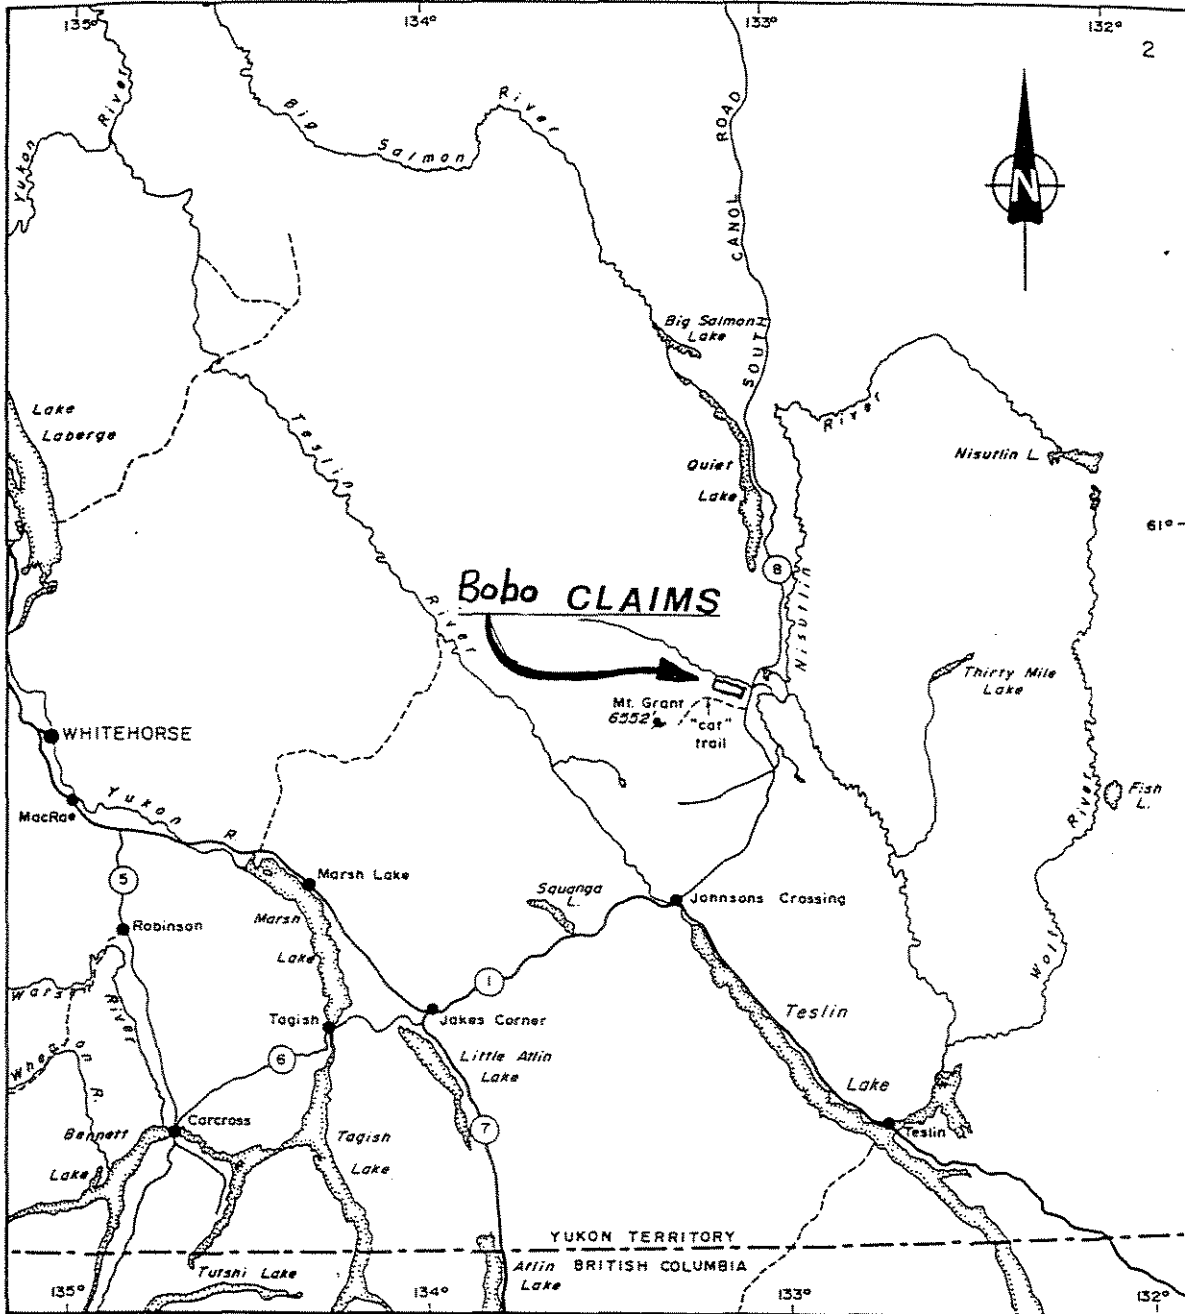 135°
134°
133°
132°
2
Yukon
River
Big
Salmon
River
SOUTH CANOL ROAD
N
Big Salmon
Lake
River
Lake
Laberge
Teslin
River
Quiet
Lake
Nisutlin L.
61°
8
Bobo CLAIMS
Nisutlin
Thirty Mile
Lake
Mt. Grant
6552'
"cat"
trail
WHITEHORSE
MacRae
Yukon
R
Fish
L.
River
Wolf
5
Marsh Lake
Squanga
L.
Johnsons Crossing
Marsh
Lake
Robinson
1
River
Tagish
Jakes Corner
Teslin
Lake
6
Little Atlin
Lake
R
Carcross
7
Teslin
Bennett
Lake
Tagish
Lake
YUKON TERRITORY
BRITISH COLUMBIA
Tutshi Lake
Atlin
Lake
135°
134°
133°
132°